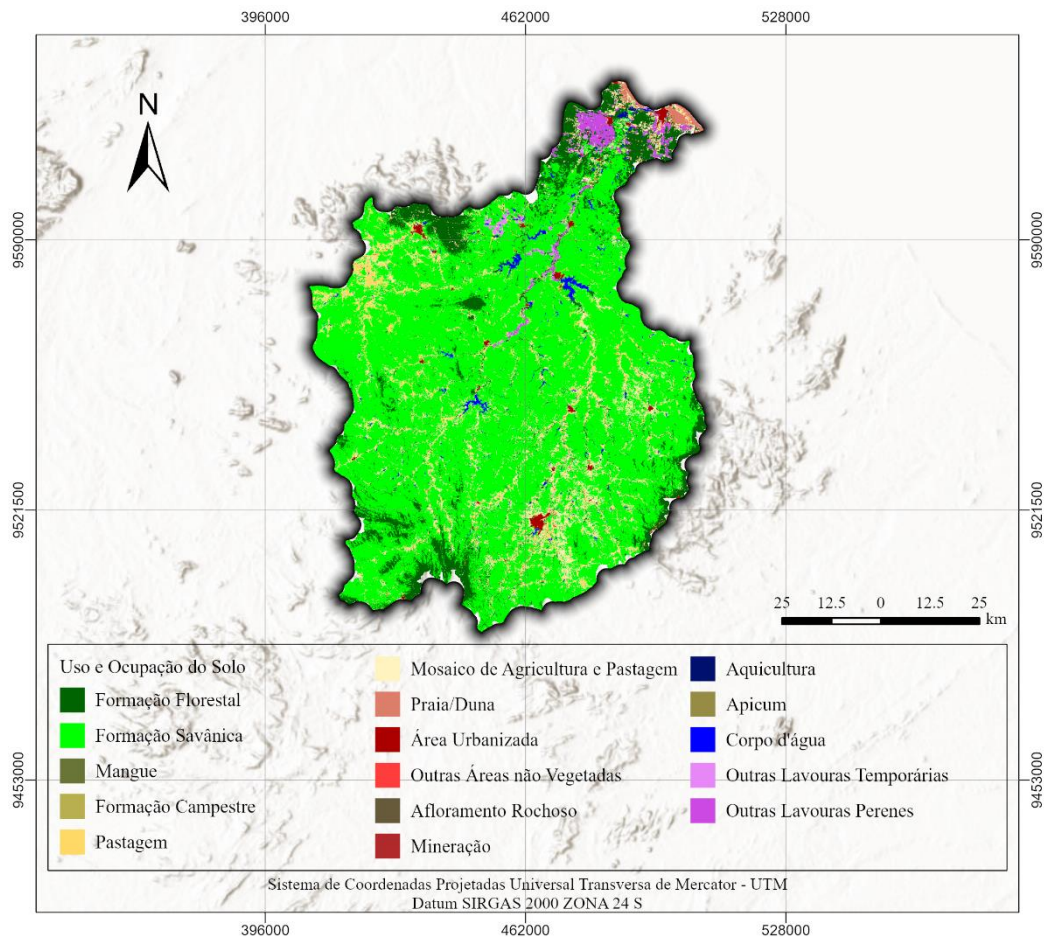 396000
462000
528000
N
9590000
9590000
9521500
9521500
25
12.5
0
12.5
25
km
Uso e Ocupação do Solo
Formação Florestal
Formação Savânica
Mangue
Formação Campestre
Pastagem
Mosaico de Agricultura e Pastagem
Praia/Duna
Área Urbanizada
Outras Áreas não Vegetadas
Afloramento Rochoso
Mineração
Aquicultura
Apicum
Corpo d'água
Outras Lavouras Temporárias
Outras Lavouras Perenes
9453000
9453000
Sistema de Coordenadas Projetadas Universal Transversa de Mercator - UTM
Datum SIRGAS 2000 ZONA 24 S
396000
462000
528000